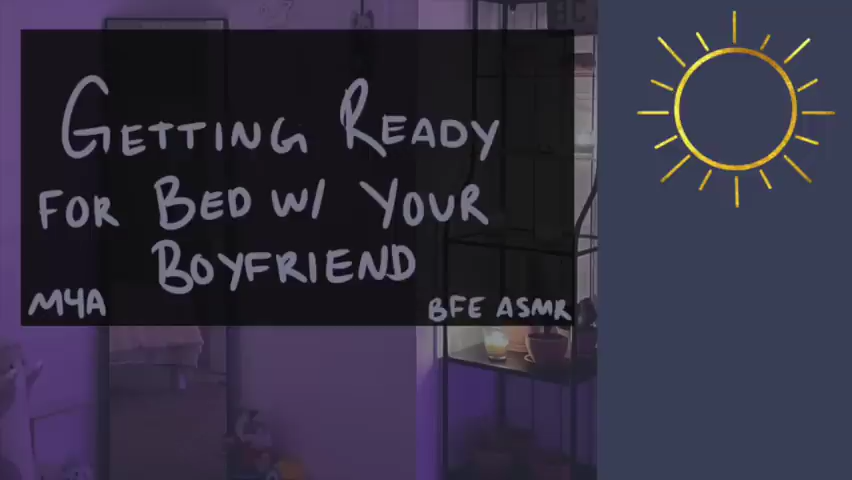 GETTING READY
FOR BED W/ YOUR
BOYFRIEND
M4A
BFE ASMR